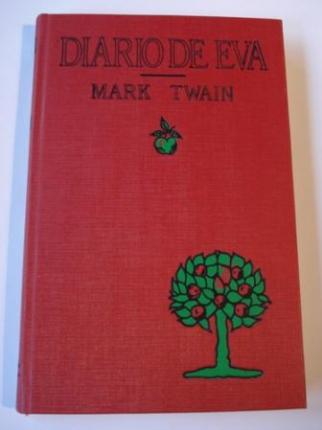 DIARIO DE EVA
MARK TWAIN